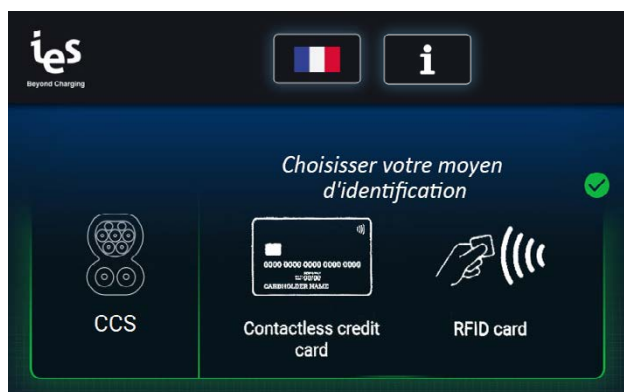 ies
Beyond Charging
i
Choisisser votre moyen
d'identification
CCS
0000 0000 0000 0000 0000
CARDHOLDER NAME
Contactless credit
card
RFID card